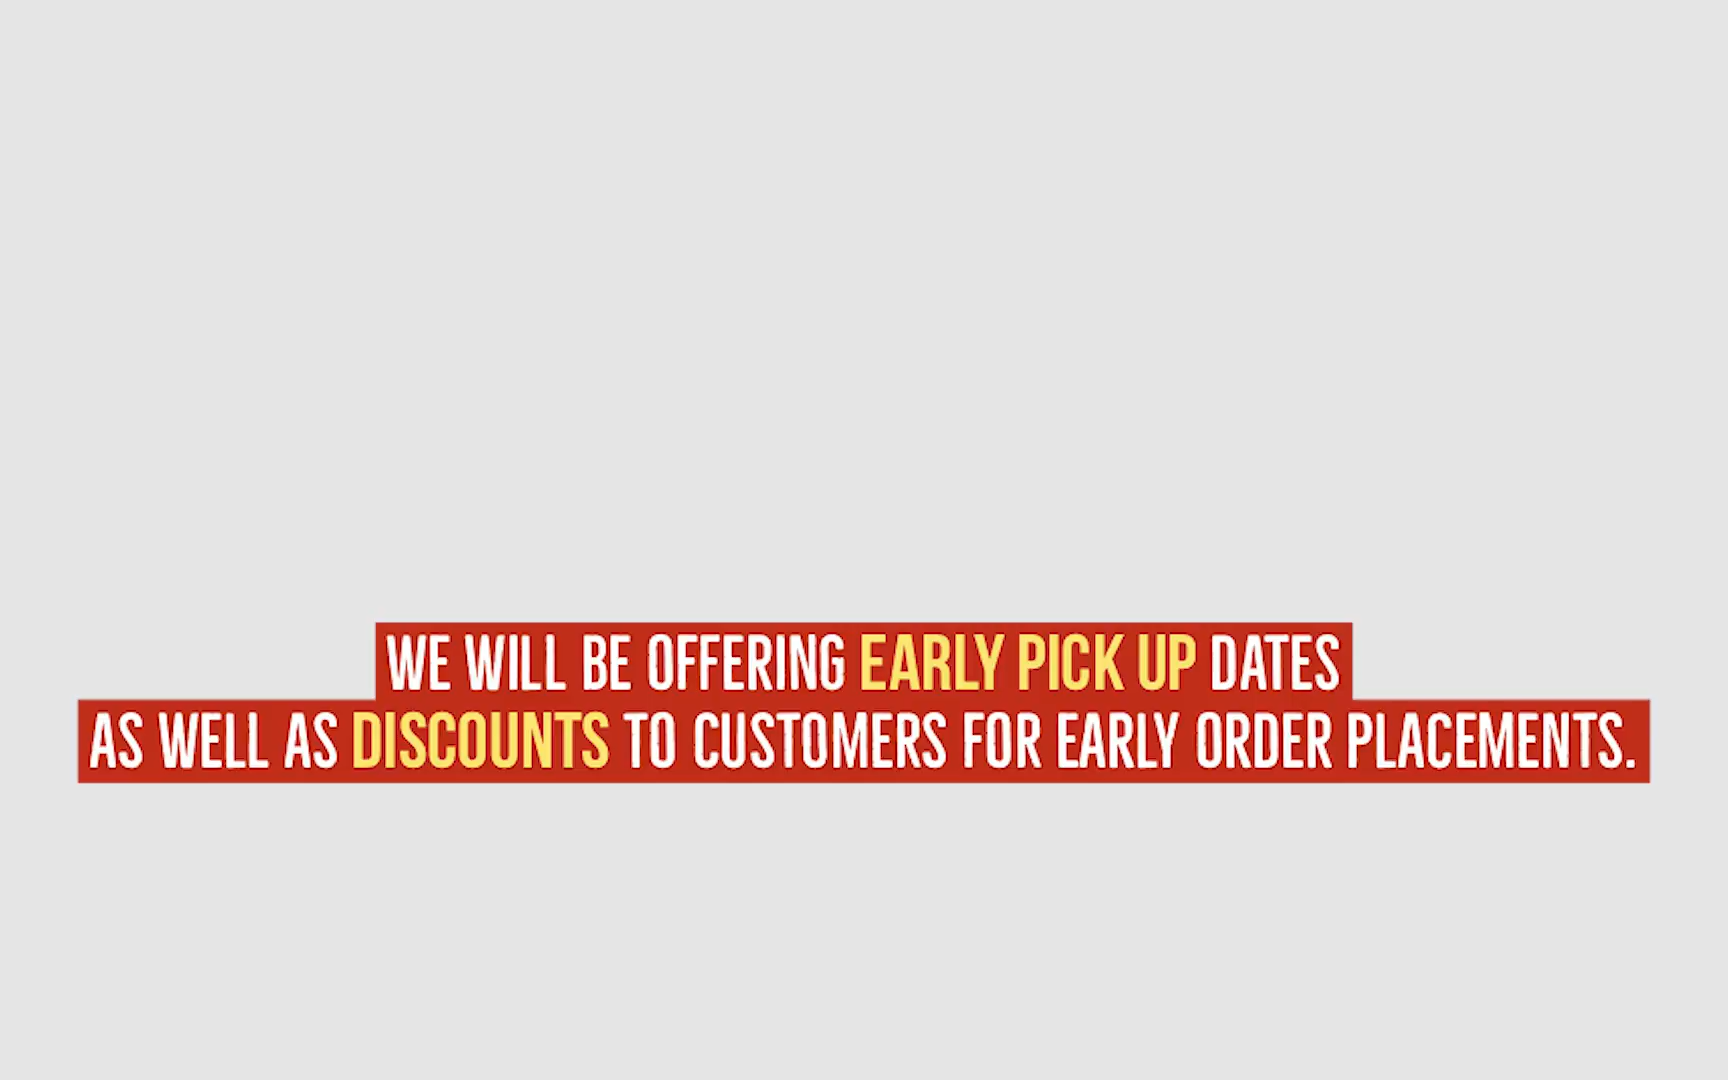 WE WILL BE OFFERING EARLY PICK UP DATES
AS WELL AS DISCOUNTS TO CUSTOMERS FOR EARLY ORDER PLACEMENTS.